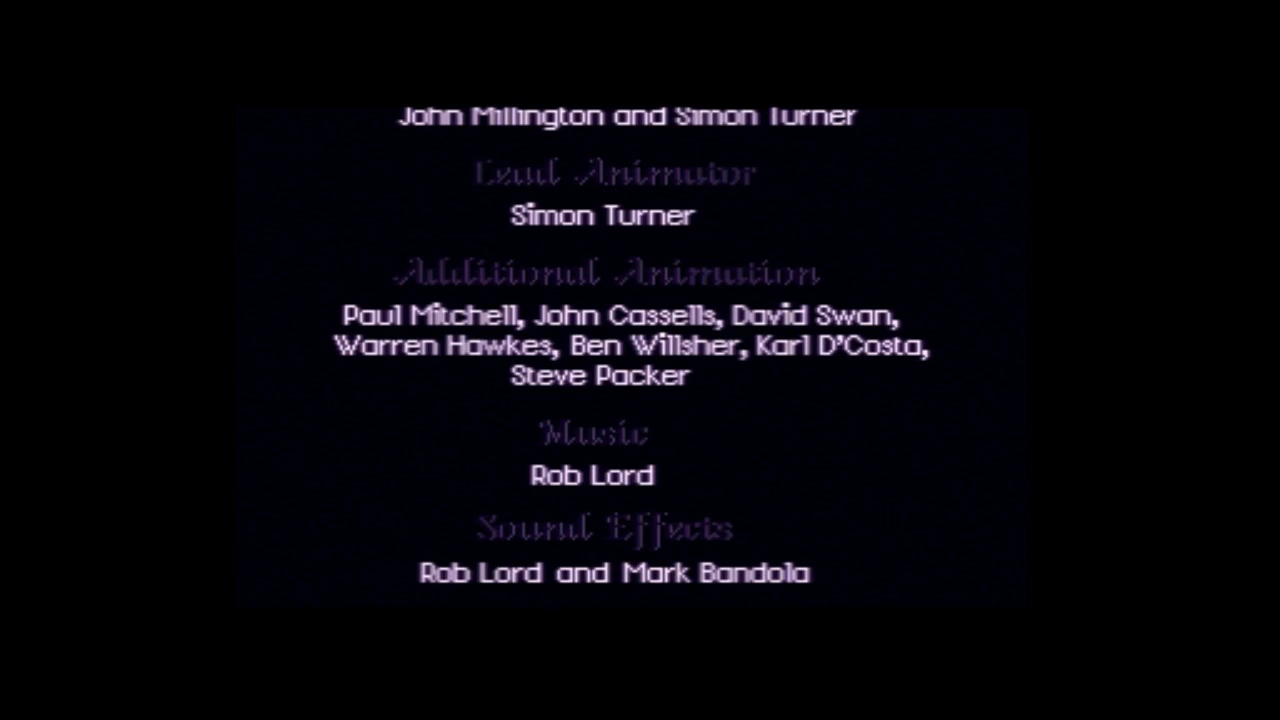 John Millington and Simon Turner
Lead Animator
Simon Turner
Additional Animation
Paul Mitchell, John Cassells, David Swan,
Warren Hawkes, Ben Willsher, Karl D'Costa,
Steve Packer
Music
Rob Lord
Sound Effects
Rob Lord and Mark Bandola